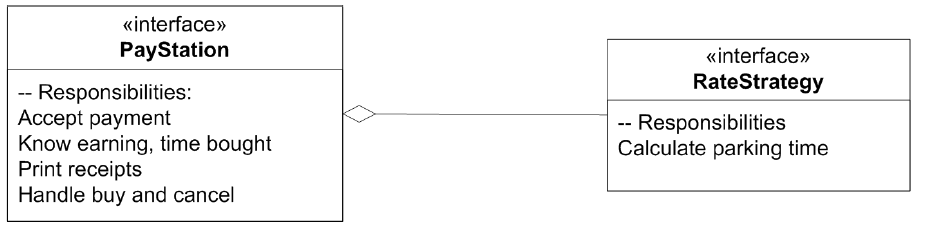 «interface»
PayStation
-- Responsibilities:
Accept payment
Know earning, time bought
Print receipts
Handle buy and cancel
«interface»
RateStrategy
-- Responsibilities
Calculate parking time